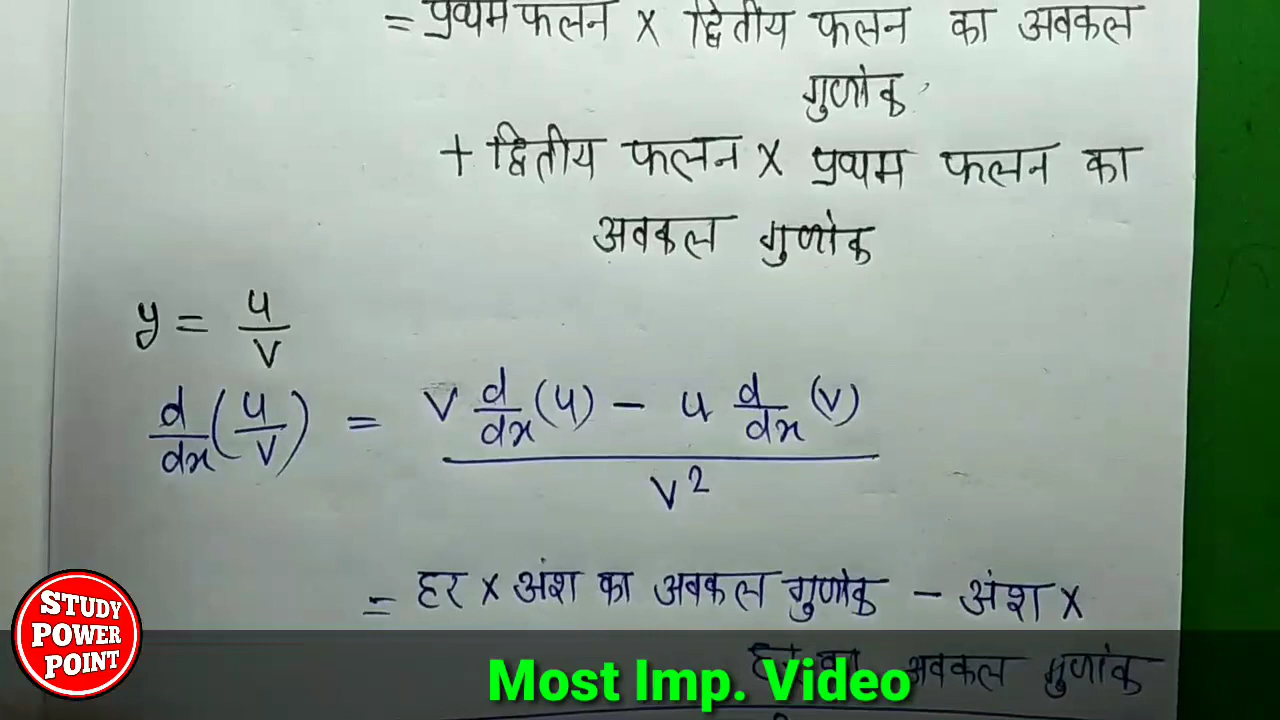 = प्रथम फलन × द्वितीय फलन का अवकल
गुणांक
+ द्वितीय फलन × प्रथम फलन का
अवकल गुणांक
y = u/v
d/dx (u/v) = (v d/dx (u) - u d/dx (v)) / v²
= हर × अंश का अवकल गुणांक - अंश ×
हर का अवकल गुणांक
STUDY
POWER
POINT
Most Imp. Video